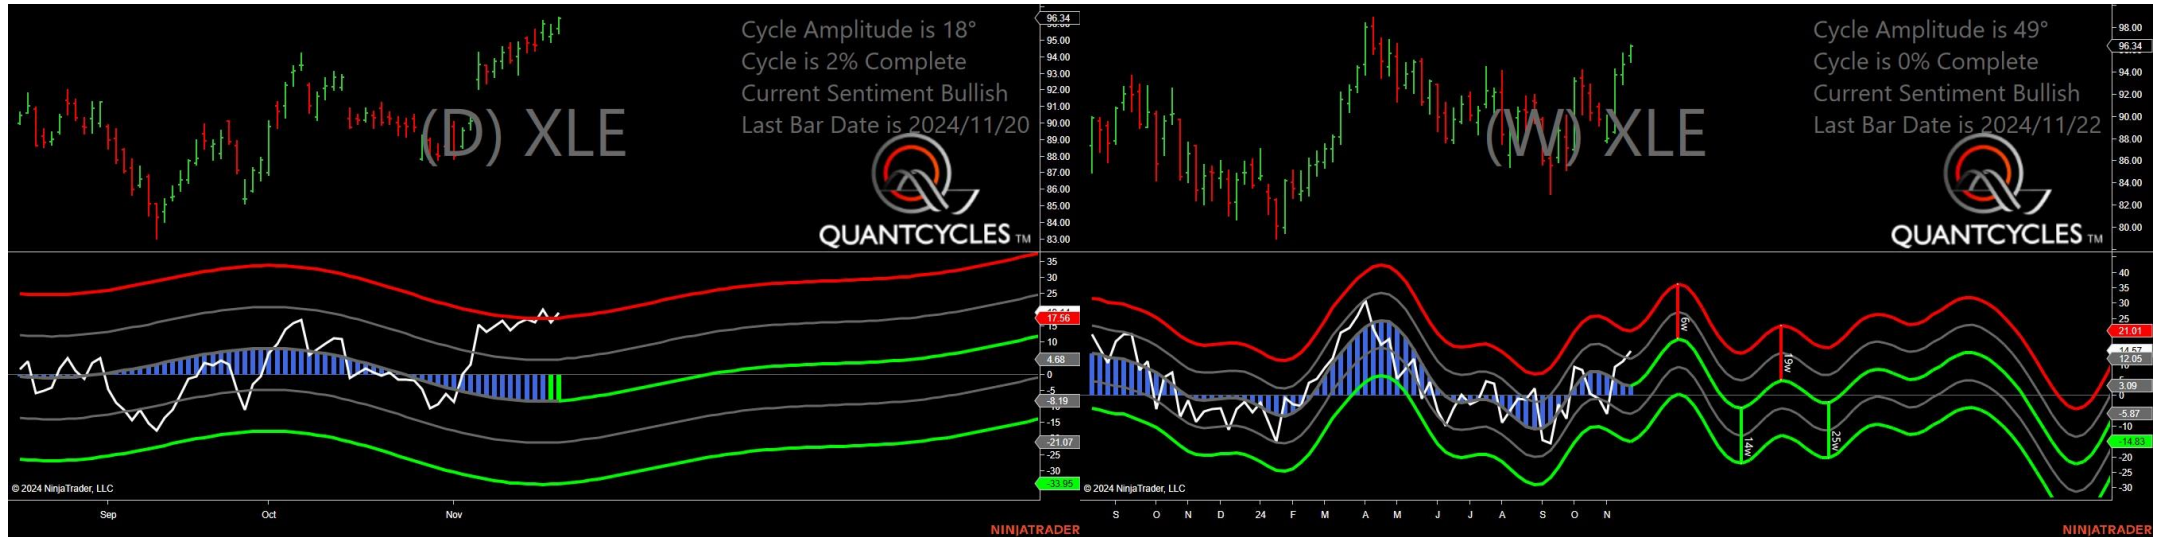 Cycle Amplitude is 18°
Cycle is 2% Complete
Current Sentiment Bullish
Last Bar Date is 2024/11/20
(D) XLE
QUANTCYCLES TM
96.34
95.00
94.00
93.00
92.00
91.00
90.00
89.00
88.00
87.00
86.00
85.00
84.00
83.00
35
30
25
17.56
15
10
4.68
0
-5
-8.19
-15
-21.07
-25
-30
-33.95
© 2024 NinjaTrader, LLC
Sep Oct Nov
NINJATRADER
Cycle Amplitude is 49°
Cycle is 0% Complete
Current Sentiment Bullish
Last Bar Date is 2024/11/22
(W) XLE
QUANTCYCLES TM
98.00
96.34
94.00
92.00
90.00
88.00
86.00
84.00
82.00
80.00
40
35
30
25
21.01
12.05
3.09
0
-5.87
-10
-14.83
-20
-25
-30
6w
19w
14w
25w
© 2024 NinjaTrader, LLC
S O N D 24 F M A M J J A S O N
NINJATRADER